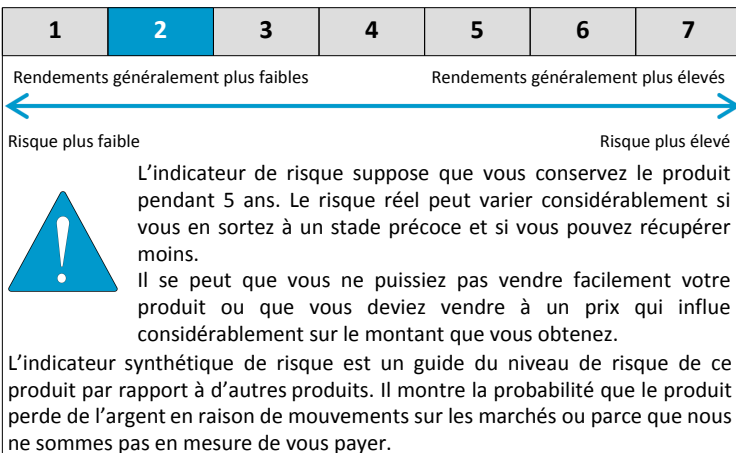 1 2 3 4 5 6 7
Rendements généralement plus faibles Rendements généralement plus élevés
Risque plus faible Risque plus élevé
L’indicateur de risque suppose que vous conservez le produit
pendant 5 ans. Le risque réel peut varier considérablement si
vous en sortez à un stade précoce et si vous pouvez récupérer
moins.
Il se peut que vous ne puissiez pas vendre facilement votre
produit ou que vous deviez vendre à un prix qui influe
considérablement sur le montant que vous obtenez.
L’indicateur synthétique de risque est un guide du niveau de risque de ce
produit par rapport à d’autres produits. Il montre la probabilité que le produit
perde de l’argent en raison de mouvements sur les marchés ou parce que nous
ne sommes pas en mesure de vous payer.